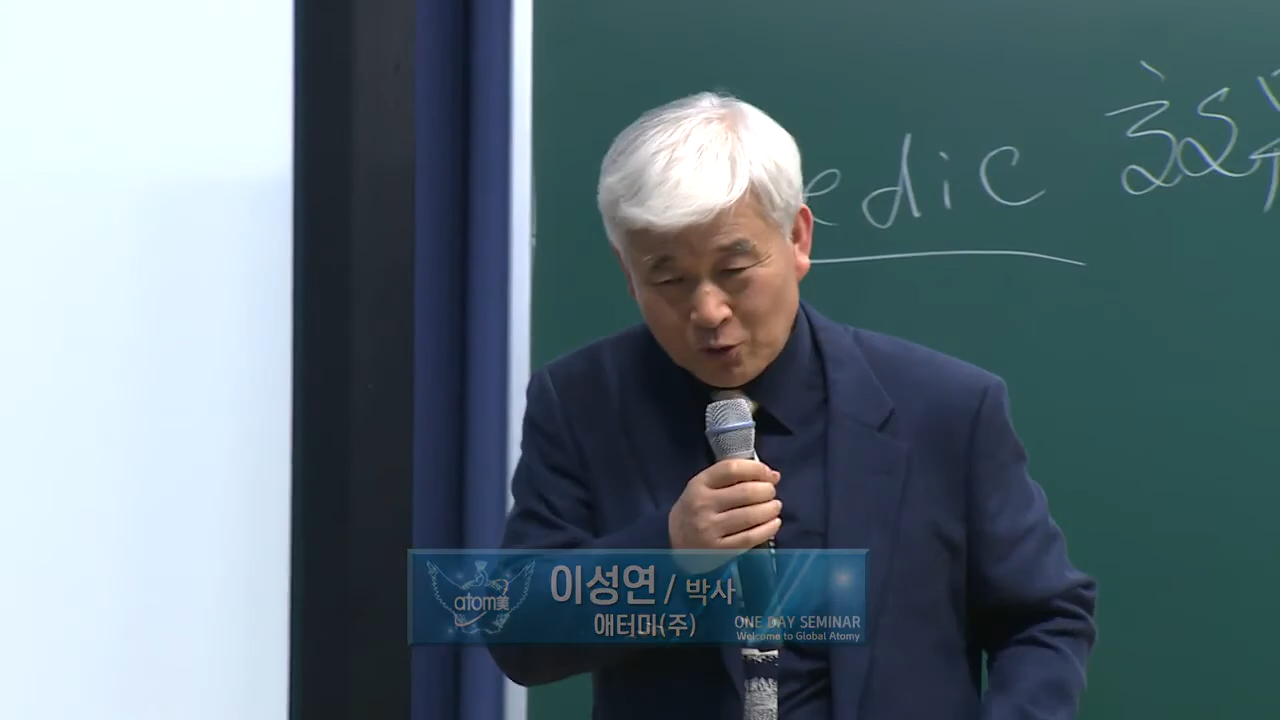 edic
atom美
이성연 / 박사
애터미(주)
ONE DAY SEMINAR
Welcome to Global Atomy